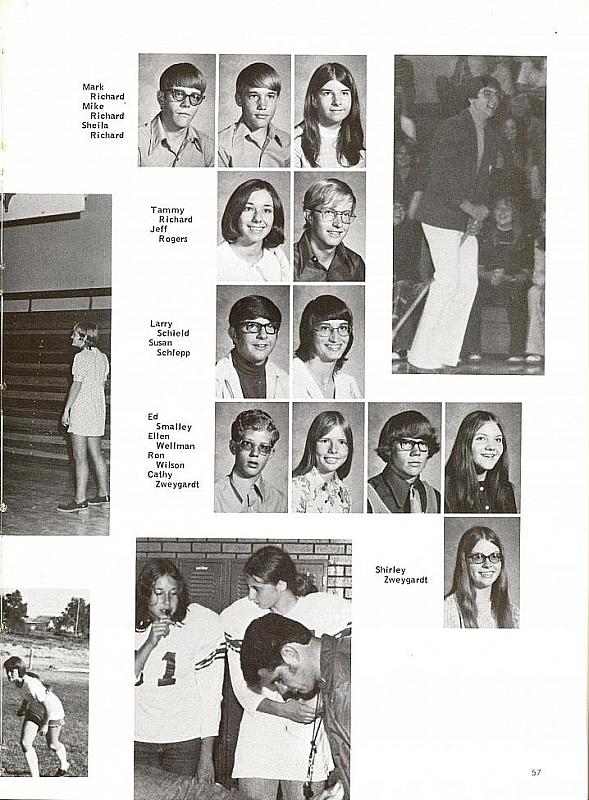 Mark
Richard
Mike
Richard
Sheila
Richard
Tammy
Richard
Jeff
Rogers
Larry
Schield
Susan
Schlepp
Ed
Smalley
Ellen
Wellman
Ron
Wilson
Cathy
Zweygardt
Shirley
Zweygardt
1
57